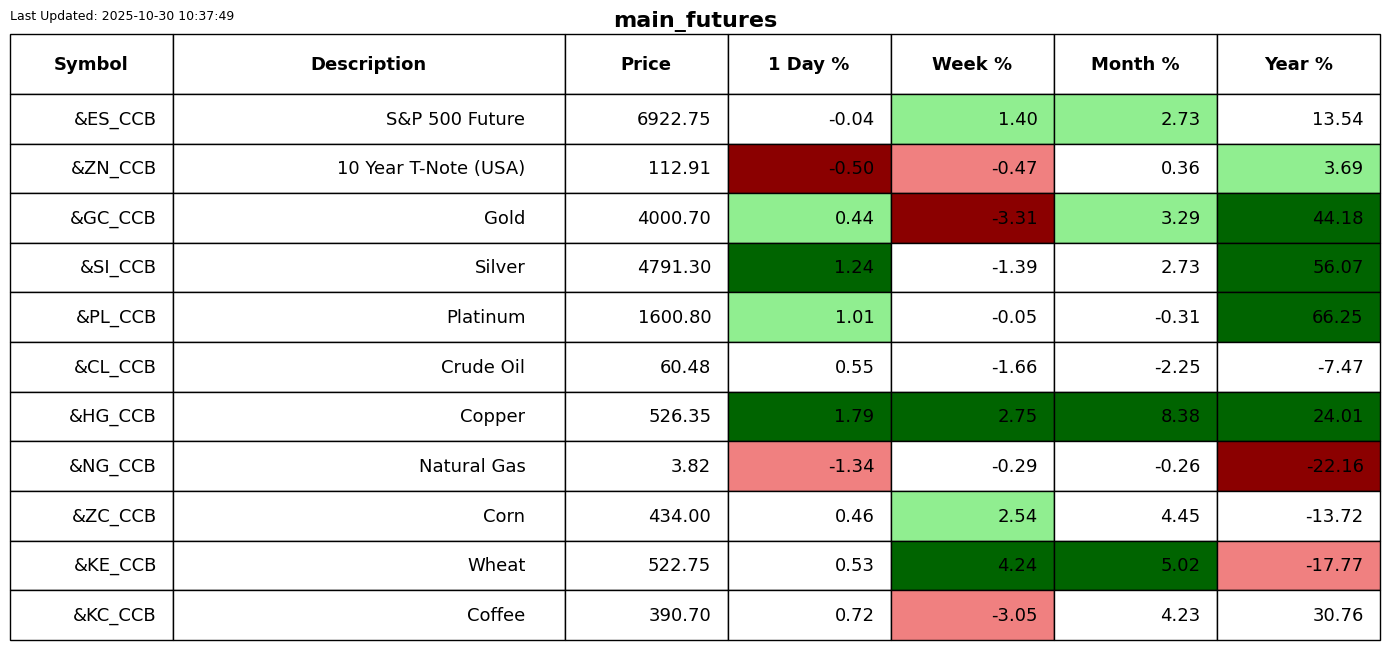 Last Updated: 2025-10-30 10:37:49
main_futures
Symbol Description Price 1 Day % Week % Month % Year %
&ES_CCB S&P 500 Future 6922.75 -0.04 1.40 2.73 13.54
&ZN_CCB 10 Year T-Note (USA) 112.91 -0.50 -0.47 0.36 3.69
&GC_CCB Gold 4000.70 0.44 -3.31 3.29 44.18
&SI_CCB Silver 4791.30 1.24 -1.39 2.73 56.07
&PL_CCB Platinum 1600.80 1.01 -0.05 -0.31 66.25
&CL_CCB Crude Oil 60.48 0.55 -1.66 -2.25 -7.47
&HG_CCB Copper 526.35 1.79 2.75 8.38 24.01
&NG_CCB Natural Gas 3.82 -1.34 -0.29 -0.26 -22.16
&ZC_CCB Corn 434.00 0.46 2.54 4.45 -13.72
&KE_CCB Wheat 522.75 0.53 4.24 5.02 -17.77
&KC_CCB Coffee 390.70 0.72 -3.05 4.23 30.76